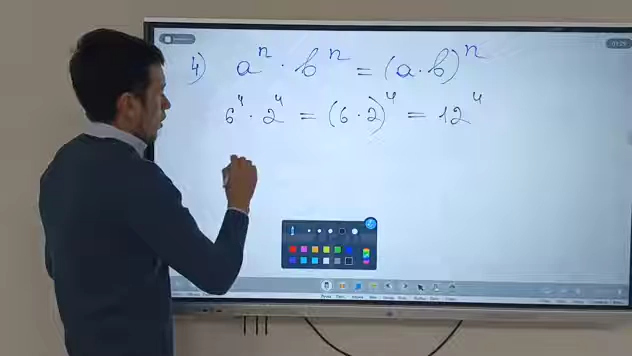 4) aⁿ · bⁿ = (a · b)ⁿ
6⁴ · 2⁴ = (6 · 2)⁴ = 12⁴